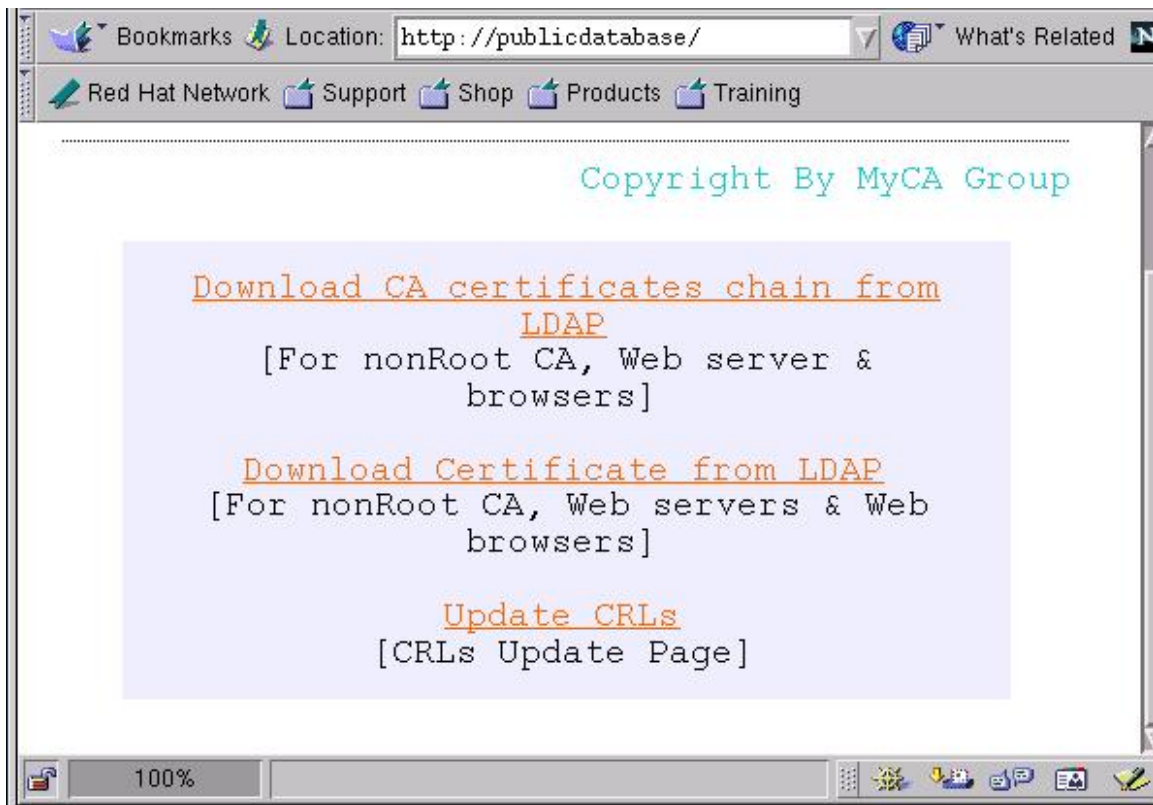 Bookmarks Location: http://publicdatabase/ What's Related N
Red Hat Network Support Shop Products Training
Copyright By MyCA Group
Download CA certificates chain from
LDAP
[For nonRoot CA, Web server &
browsers]
Download Certificate from LDAP
[For nonRoot CA, Web servers & Web
browsers]
Update CRLs
[CRLs Update Page]
100%